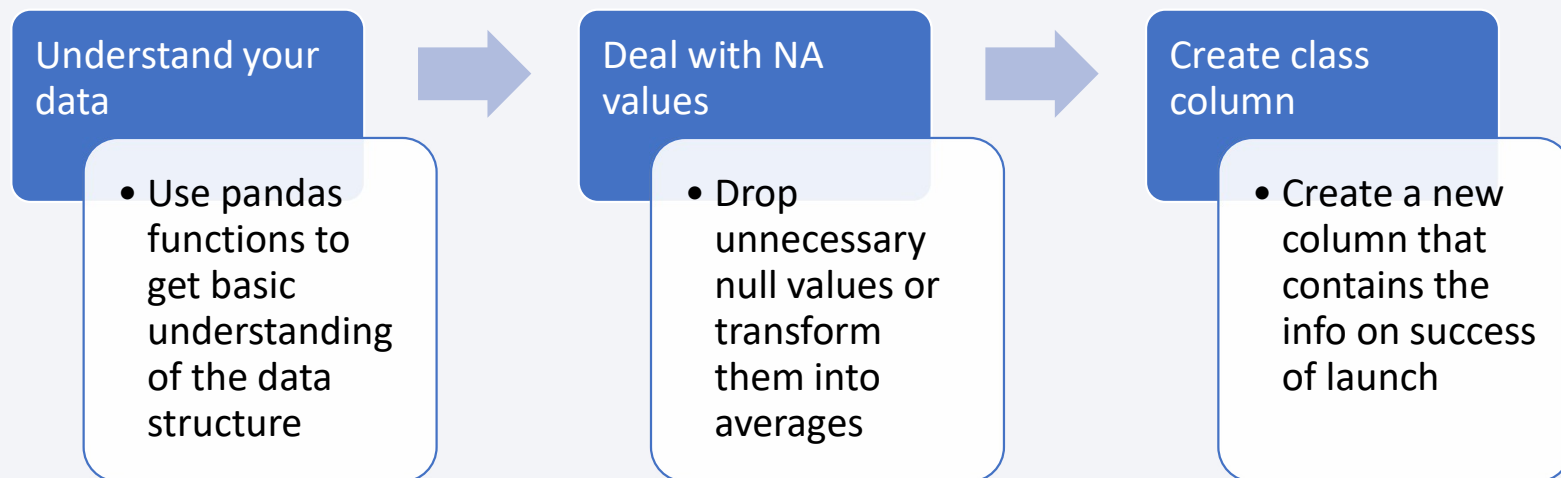 Understand your
data
• Use pandas
functions to
get basic
understanding
of the data
structure
Deal with NA
values
• Drop
unnecessary
null values or
transform
them into
averages
Create class
column
• Create a new
column that
contains the
info on success
of launch